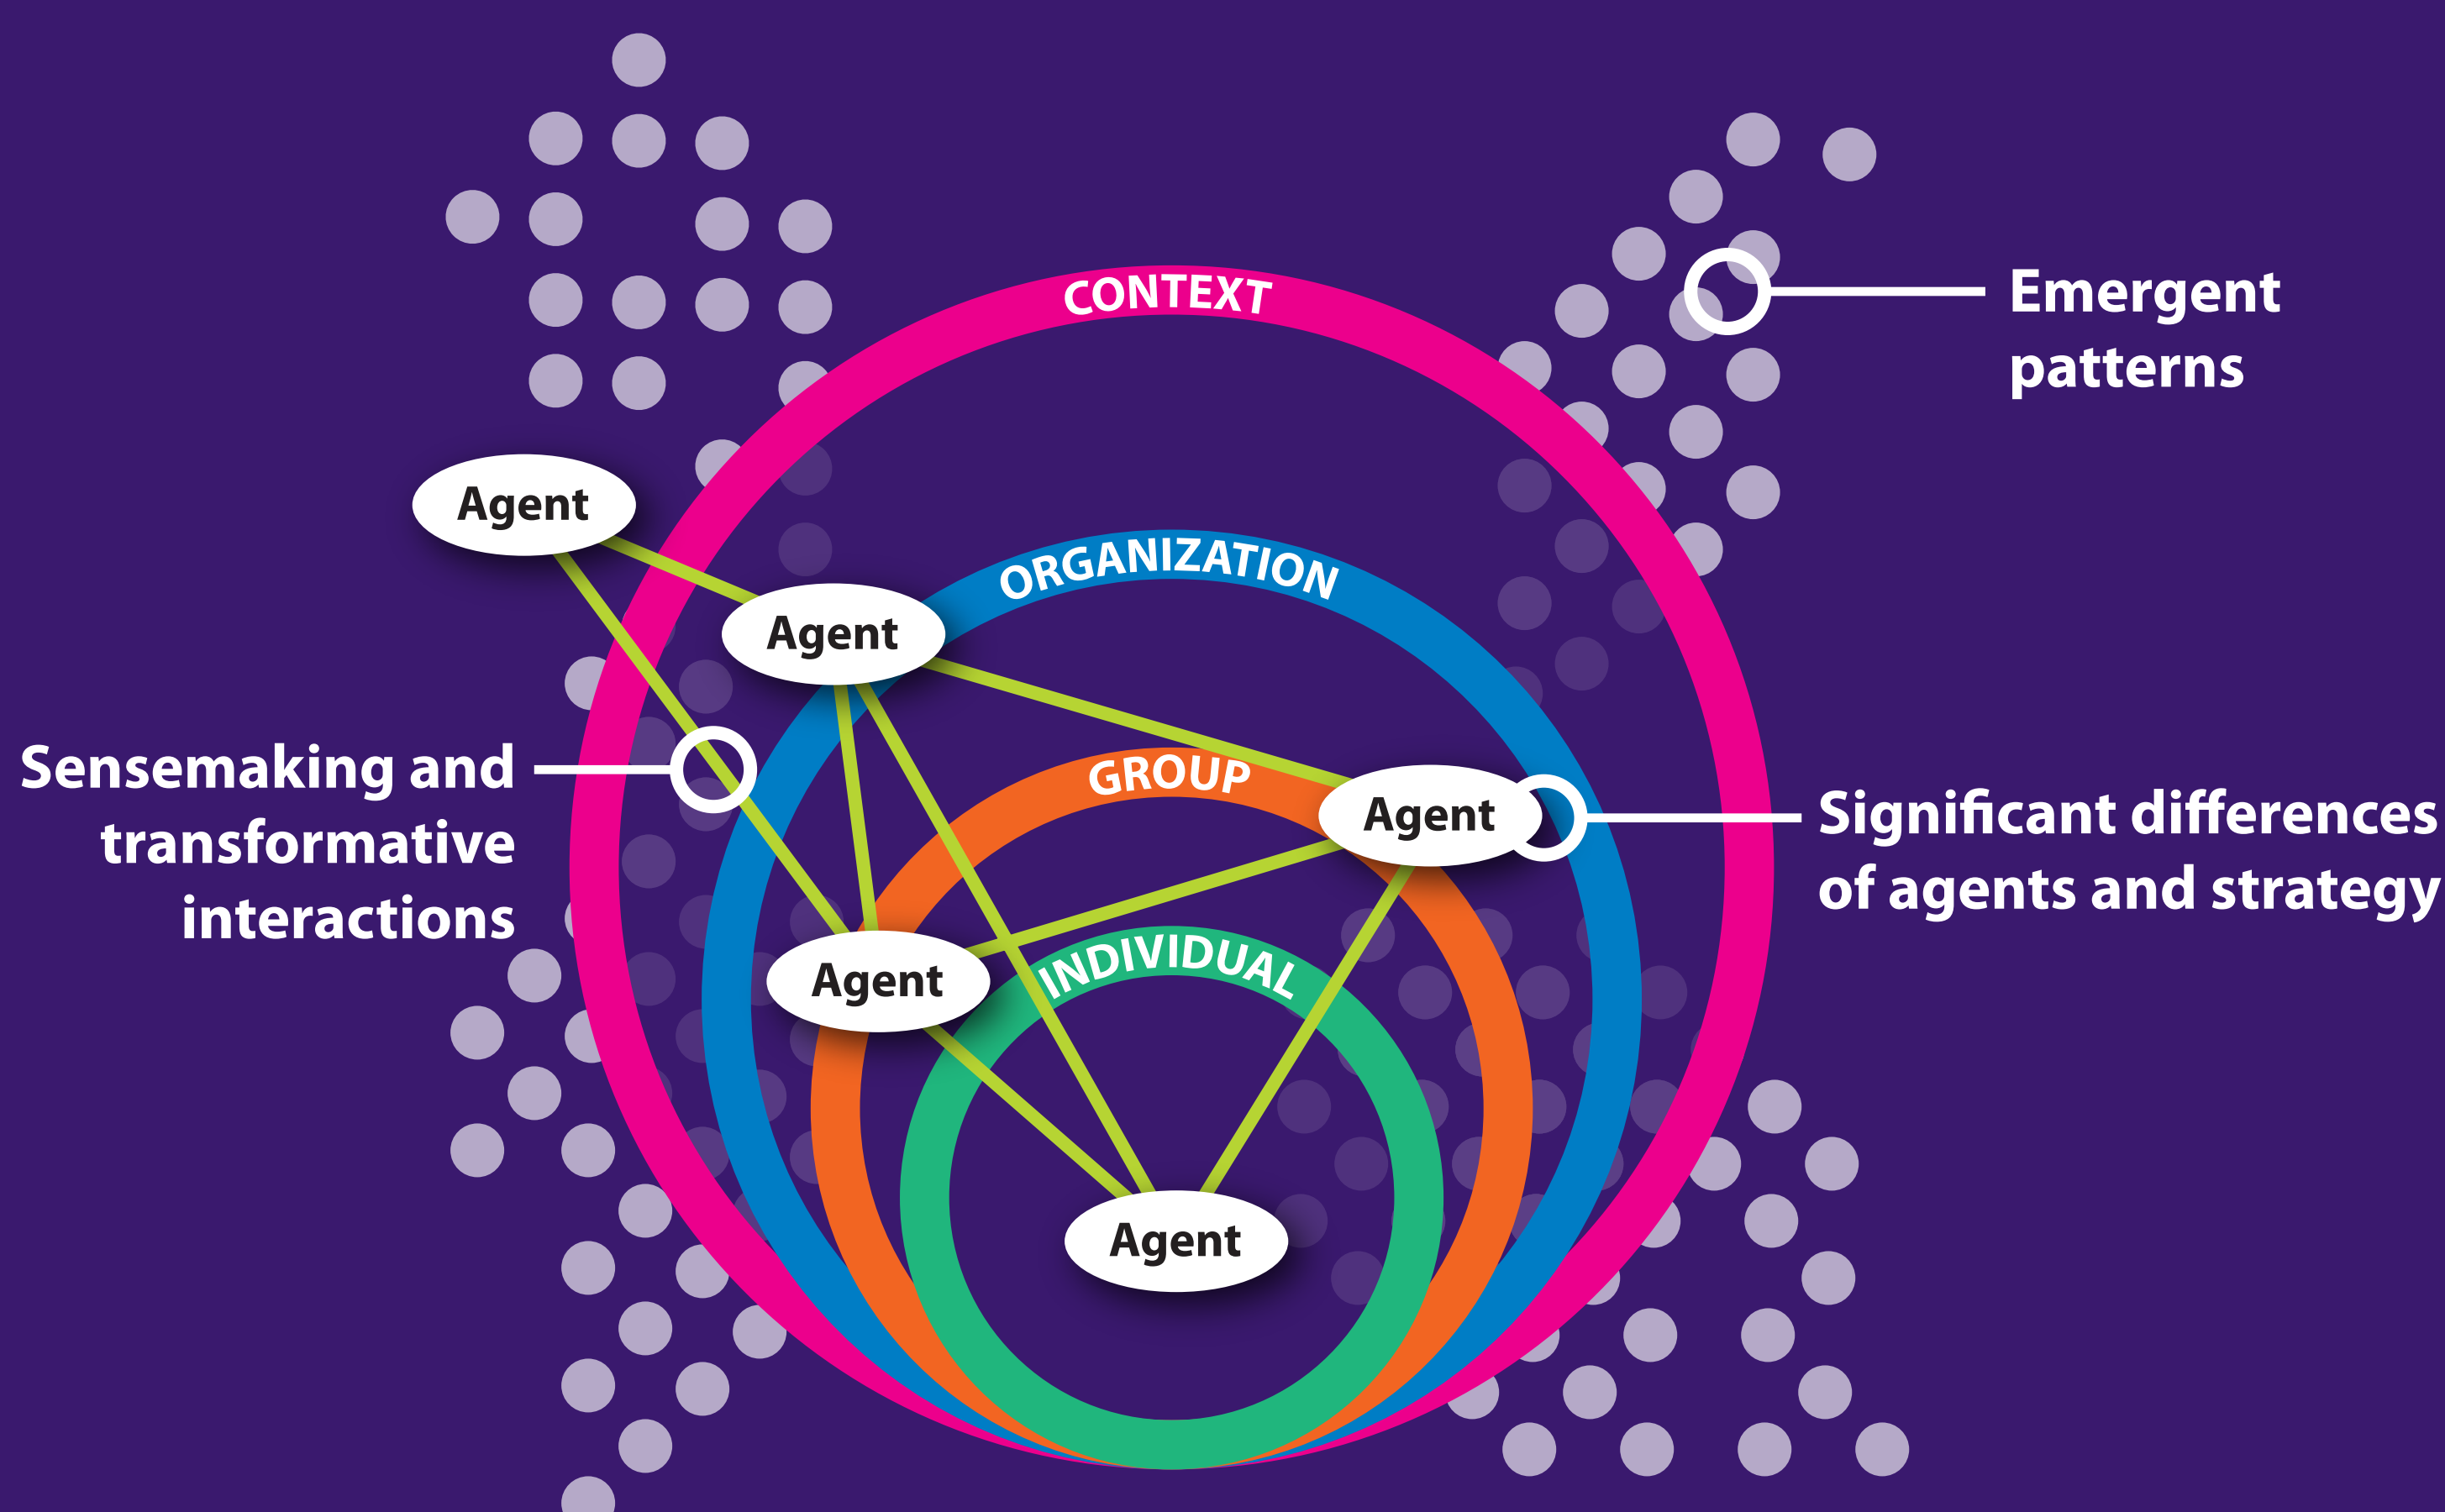 CONTEXT
Emergent
patterns
Agent
ORGANIZATION
Agent
Sensemaking and
transformative
interactions
GROUP
Agent
Significant differences
of agents and strategy
INDIVIDUAL
Agent
Agent